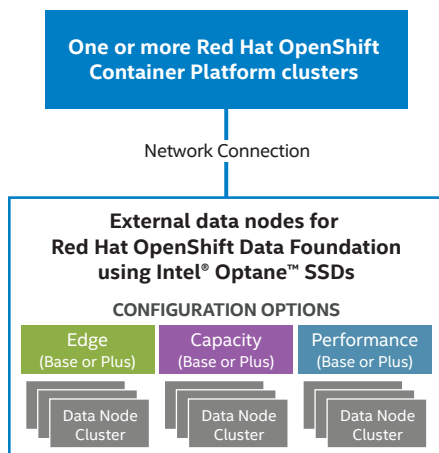 One or more Red Hat OpenShift
Container Platform clusters
Network Connection
External data nodes for
Red Hat OpenShift Data Foundation
using Intel® Optane™ SSDs
CONFIGURATION OPTIONS
Edge
(Base or Plus)
Capacity
(Base or Plus)
Performance
(Base or Plus)
Data Node
Cluster
Data Node
Cluster
Data Node
Cluster